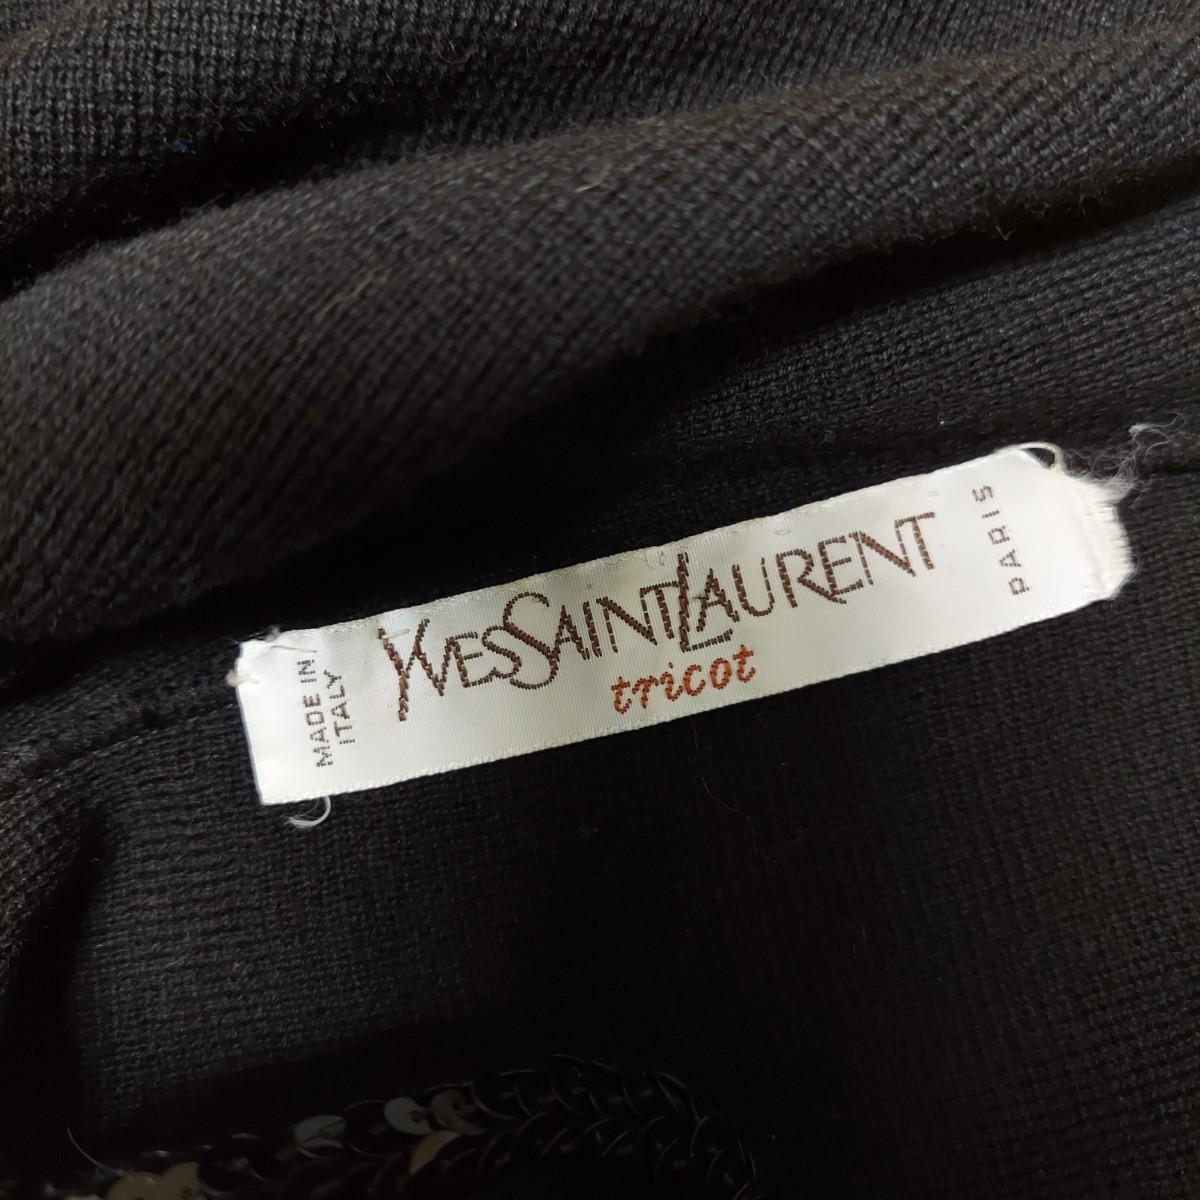 MADE IN
ITALY
YVESSAINTLAURENT
tricot
PARIS